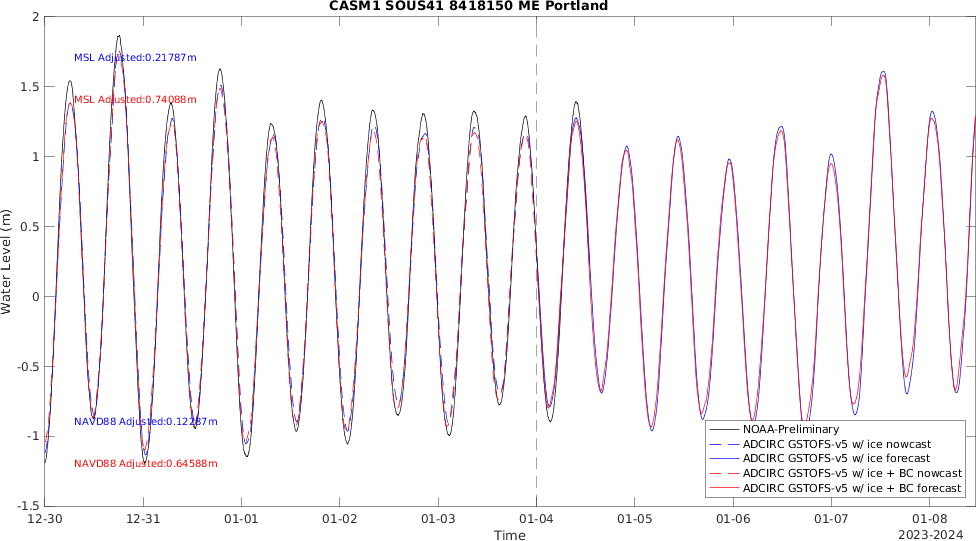 CASM1 SOUS41 8418150 ME Portland
2
1.5
1
0.5
0
-0.5
-1
-1.5
Water Level (m)
MSL Adjusted:0.21787m
MSL Adjusted:0.74088m
NAVD88 Adjusted:0.12287m
NAVD88 Adjusted:0.64588m
NOAA-Preliminary
ADCIRC GSTOFS-v5 w/ ice nowcast
ADCIRC GSTOFS-v5 w/ ice forecast
ADCIRC GSTOFS-v5 w/ ice + BC nowcast
ADCIRC GSTOFS-v5 w/ ice + BC forecast
12-30 12-31 01-01 01-02 01-03 01-04 01-05 01-06 01-07 01-08
Time
2023-2024